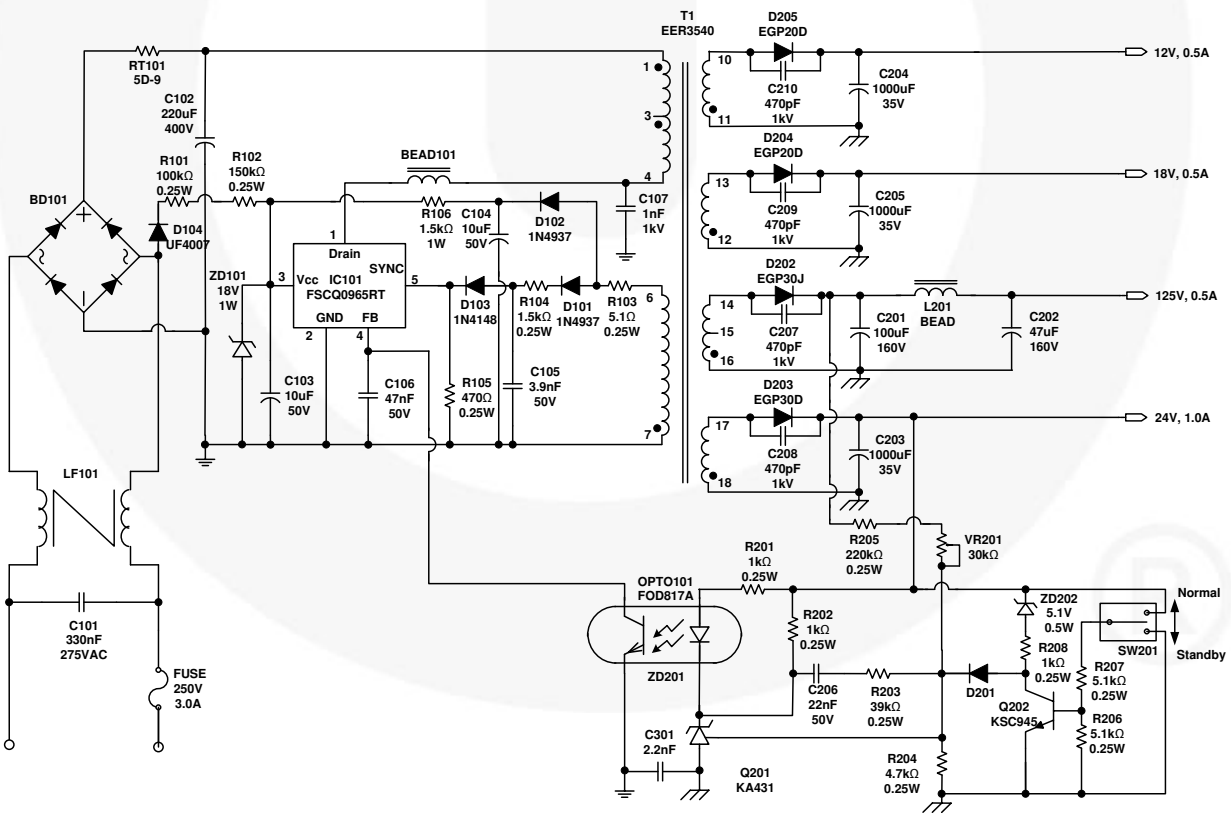 T1
EER3540
D205
EGP20D
RT101
5D-9
C102
220uF
400V
1
3
4
10
11
C210
470pF
1kV
C204
1000uF
35V
12V, 0.5A
D204
EGP20D
BEAD101
R101
100kΩ
0.25W
R102
150kΩ
0.25W
BD101
D104
UF4007
R106
1.5kΩ
1W
C104
10uF
50V
D102
1N4937
C107
1nF
1kV
13
12
C209
470pF
1kV
C205
1000uF
35V
18V, 0.5A
1
Drain
SYNC
Vcc
IC101
FSCQ0965RT
GND
FB
3
5
2
4
ZD101
18V
1W
D103
1N4148
R104
1.5kΩ
0.25W
D101
1N4937
R103
5.1Ω
0.25W
6
7
D202
EGP30J
14
15
16
C207
470pF
1kV
C201
100uF
160V
L201
BEAD
C202
47uF
160V
125V, 0.5A
C103
10uF
50V
C106
47nF
50V
R105
470Ω
0.25W
C105
3.9nF
50V
D203
EGP30D
17
18
C208
470pF
1kV
C203
1000uF
35V
24V, 1.0A
LF101
R205
220kΩ
0.25W
VR201
30kΩ
C101
330nF
275VAC
FUSE
250V
3.0A
OPTO101
FOD817A
R201
1kΩ
0.25W
R202
1kΩ
0.25W
ZD201
C206
22nF
50V
R203
39kΩ
0.25W
D201
ZD202
5.1V
0.5W
R208
1kΩ
0.25W
Normal
SW201
Standby
R207
5.1kΩ
0.25W
Q202
KSC945
R206
5.1kΩ
0.25W
C301
2.2nF
Q201
KA431
R204
4.7kΩ
0.25W
R